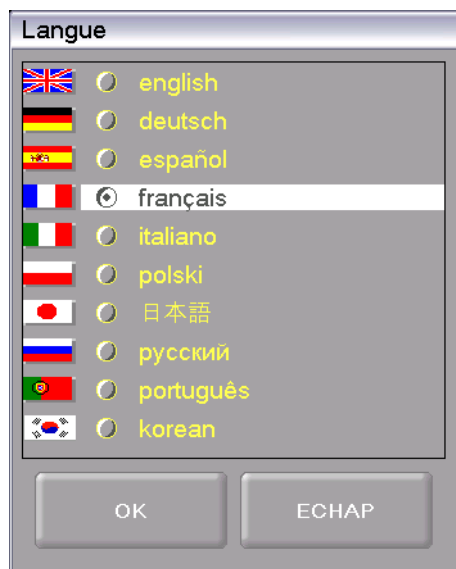 Langue
english
deutsch
español
français
italiano
polski
日本語
русский
português
korean
OK ECHAP